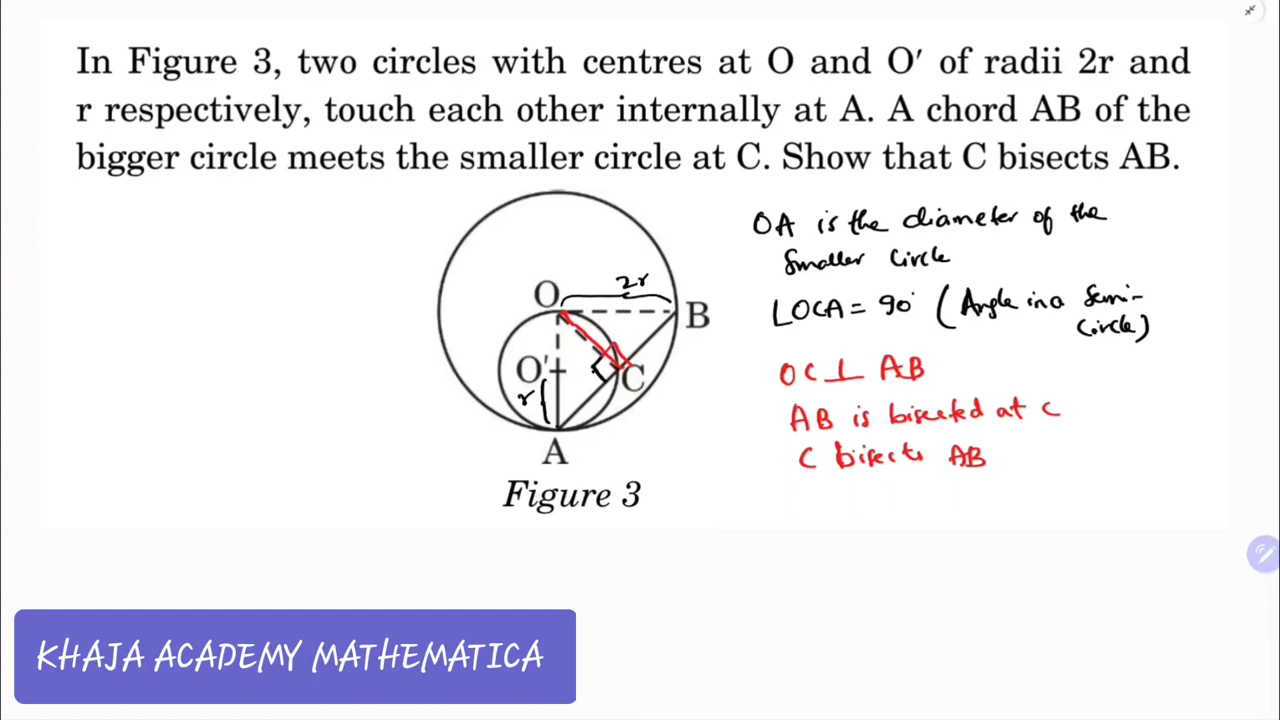 In Figure 3, two circles with centres at O and O′ of radii 2r and
r respectively, touch each other internally at A. A chord AB of the
bigger circle meets the smaller circle at C. Show that C bisects AB.
OA is the diameter of the
Smaller Circle
∠OCA = 90° (Angle in a Semi-
Circle)
OC ⊥ AB
AB is bisected at C
C bisects AB
2r
O
B
O′
C
r
A
Figure 3
KHAJA ACADEMY MATHEMATICA